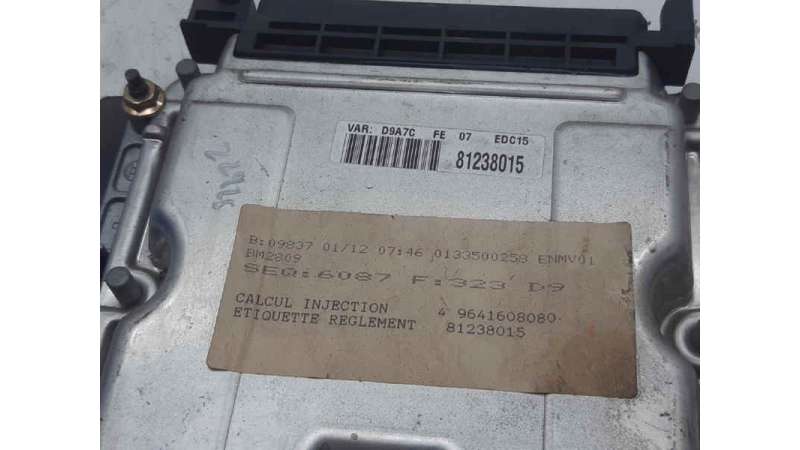 VAR: D9A7C FE 07 EDC15
81238015
B:09837 01/12 07:46 0133500258 ENMV01
BM2809
SEQ:6087 F:323 D9
CALCUL INJECTION 4 9641608080
ETIQUETTE REGLEMENT 81238015